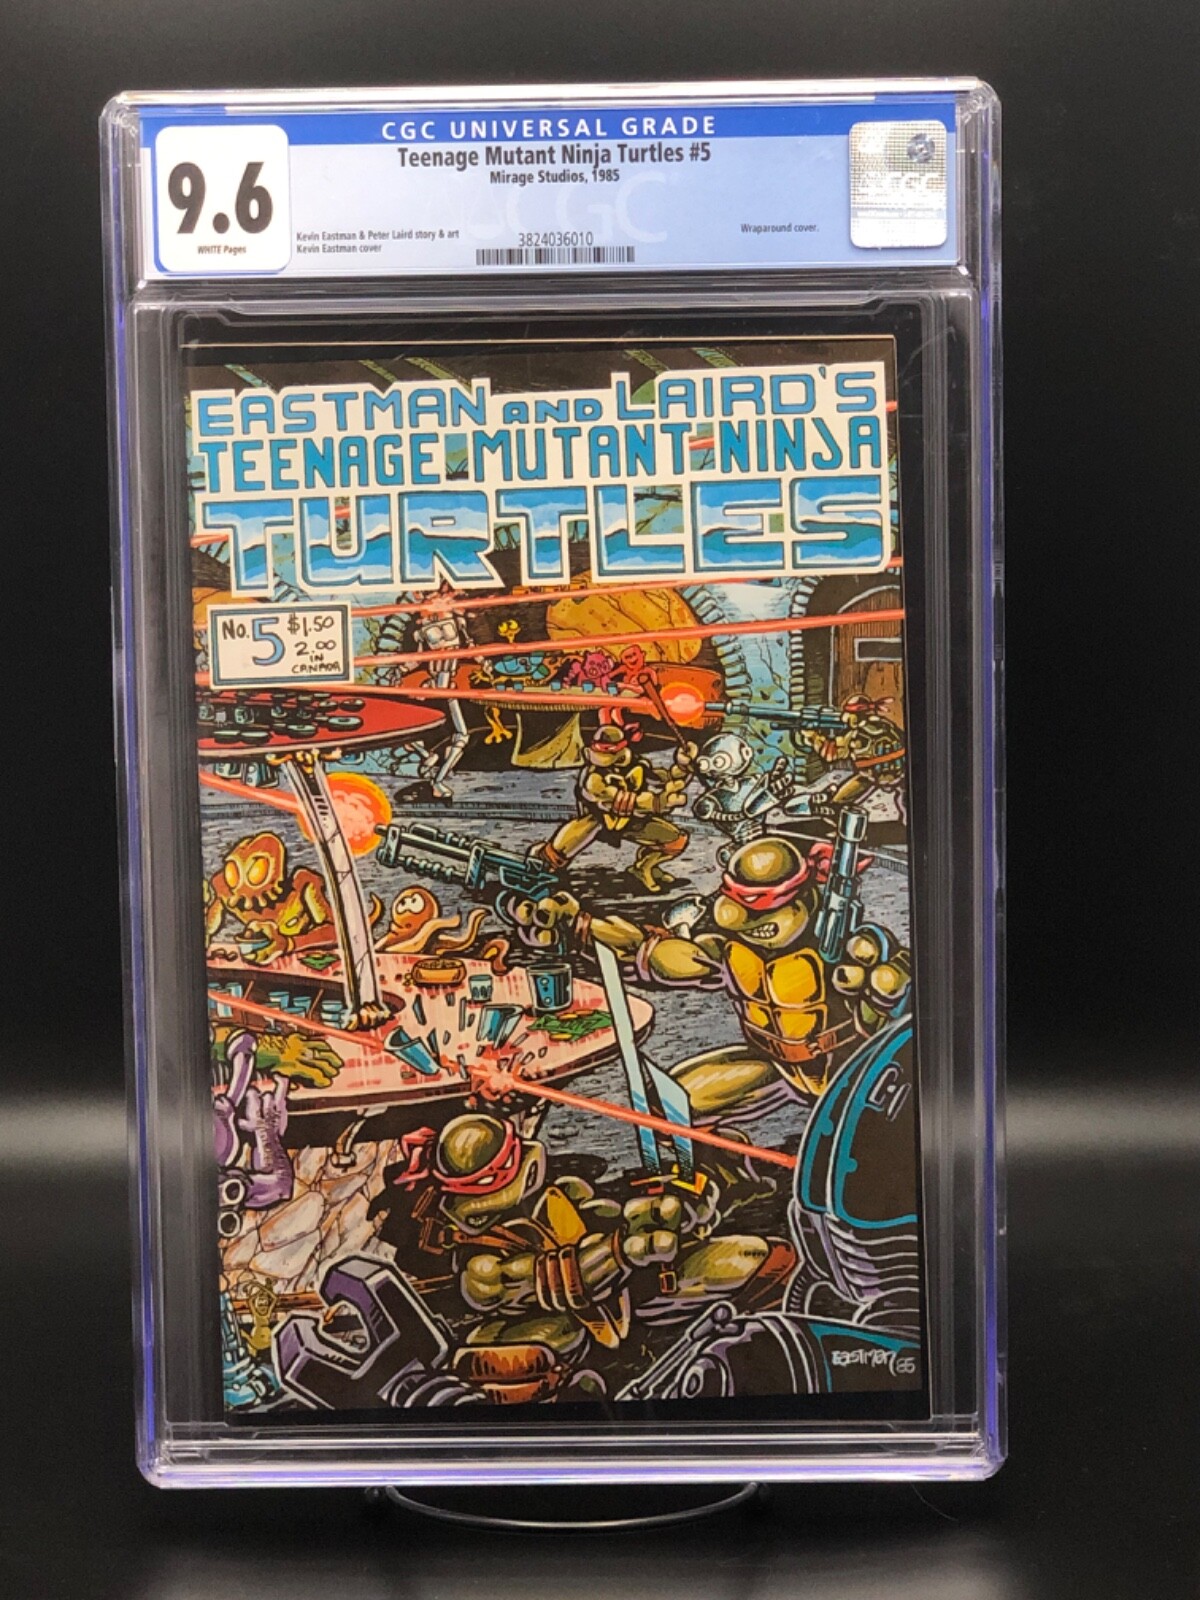 CGC UNIVERSAL GRADE
9.6
WHITE Pages
Teenage Mutant Ninja Turtles #5
Mirage Studios, 1985
CGC
Kevin Eastman & Peter Laird story & art
Kevin Eastman cover
3824036010
Wraparound cover.
CGC
EASTMAN AND LAIRD'S
TEENAGE MUTANT NINJA
TURTLES
No. 5 $1.50
2.00
IN
CANADA
EASTMAN 85